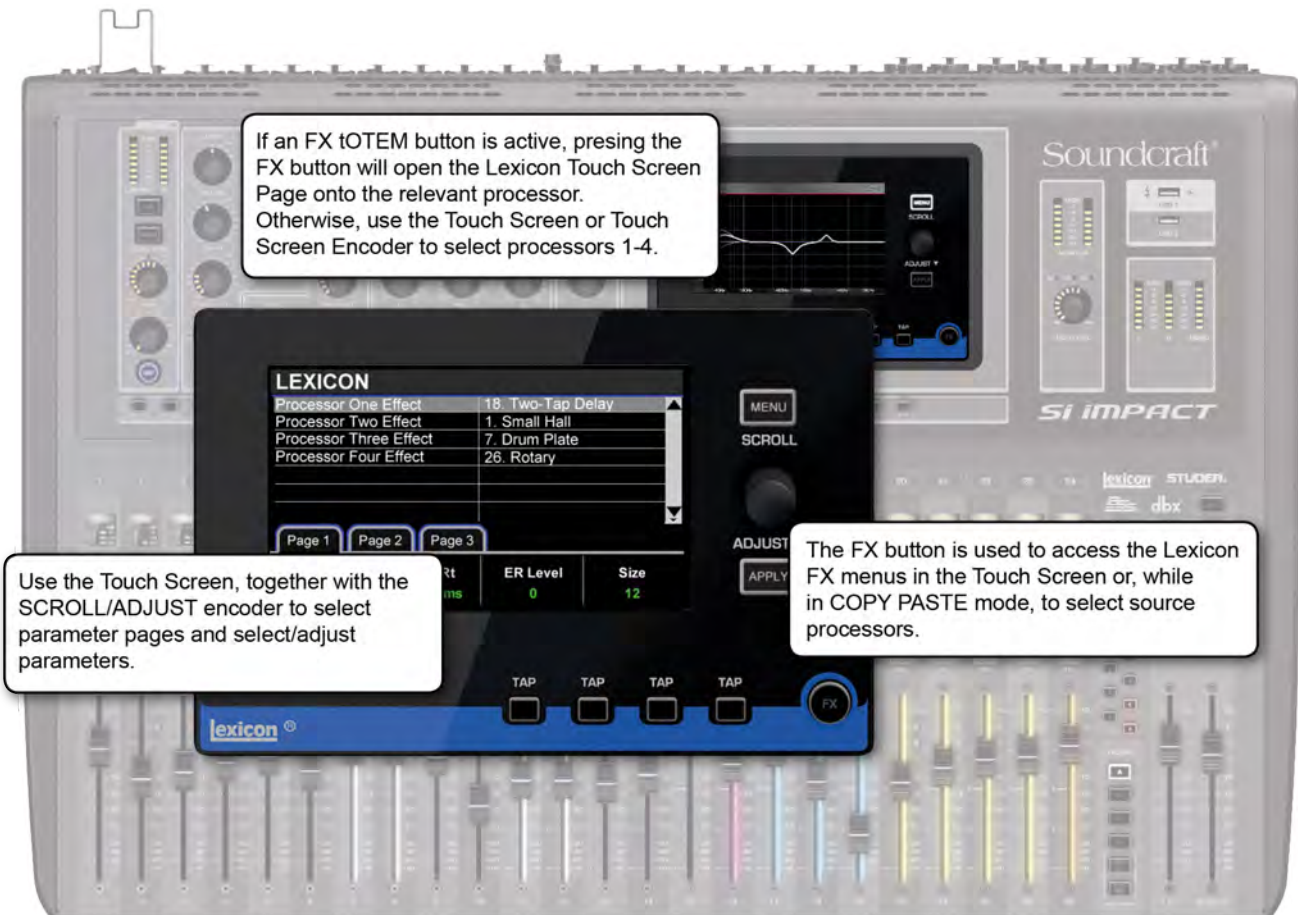 If an FX tOTEM button is active, presing the
FX button will open the Lexicon Touch Screen
Page onto the relevant processor.
Otherwise, use the Touch Screen or Touch
Screen Encoder to select processors 1-4.
Soundcraft®
MENU
SCROLL
ADJUST ▼
APPLY
TAP
FX
Si iMPACT
lexicon STUDER.
dbx
LEXICON
Processor One Effect 18. Two-Tap Delay
Processor Two Effect 1. Small Hall
Processor Three Effect 7. Drum Plate
Processor Four Effect 26. Rotary
Page 1 Page 2 Page 3
Rt ER Level Size
ms 0 12
MENU
SCROLL
ADJUST
APPLY
Use the Touch Screen, together with the
SCROLL/ADJUST encoder to select
parameter pages and select/adjust
parameters.
The FX button is used to access the Lexicon
FX menus in the Touch Screen or, while
in COPY PASTE mode, to select source
processors.
TAP TAP TAP TAP
FX
lexicon ®